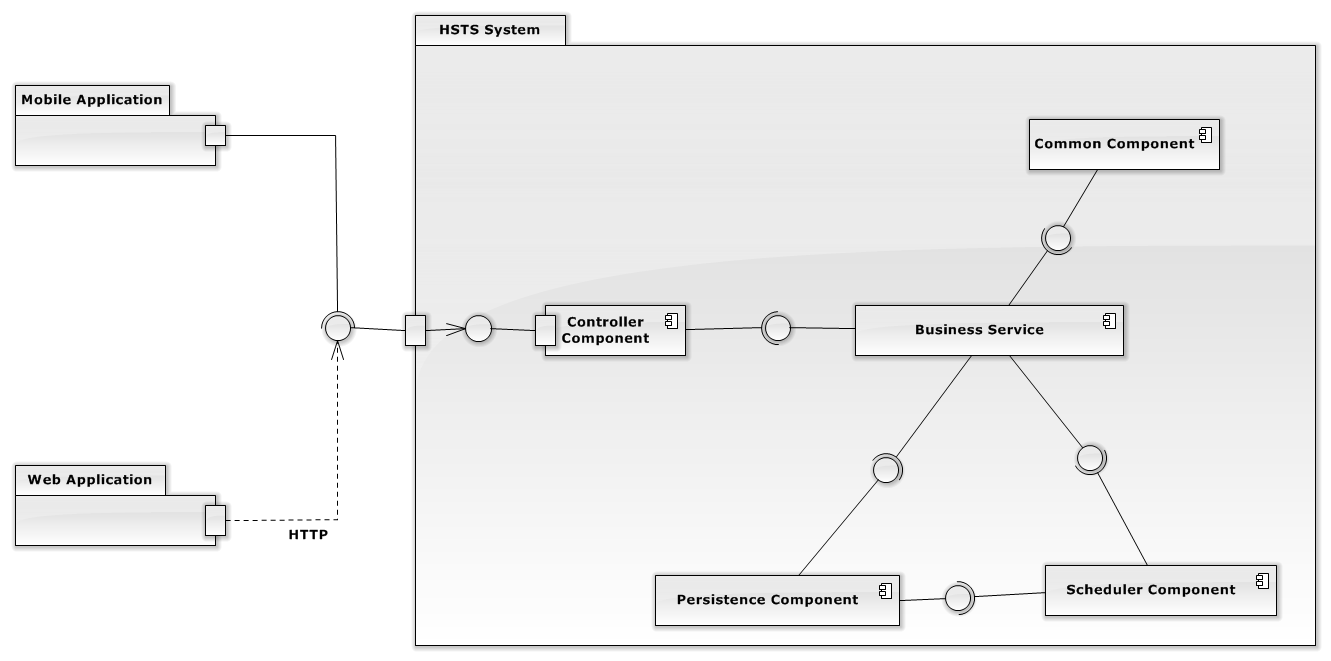 HSTS System
Mobile Application
Common Component
Controller
Component
Business Service
Web Application
HTTP
Persistence Component
Scheduler Component